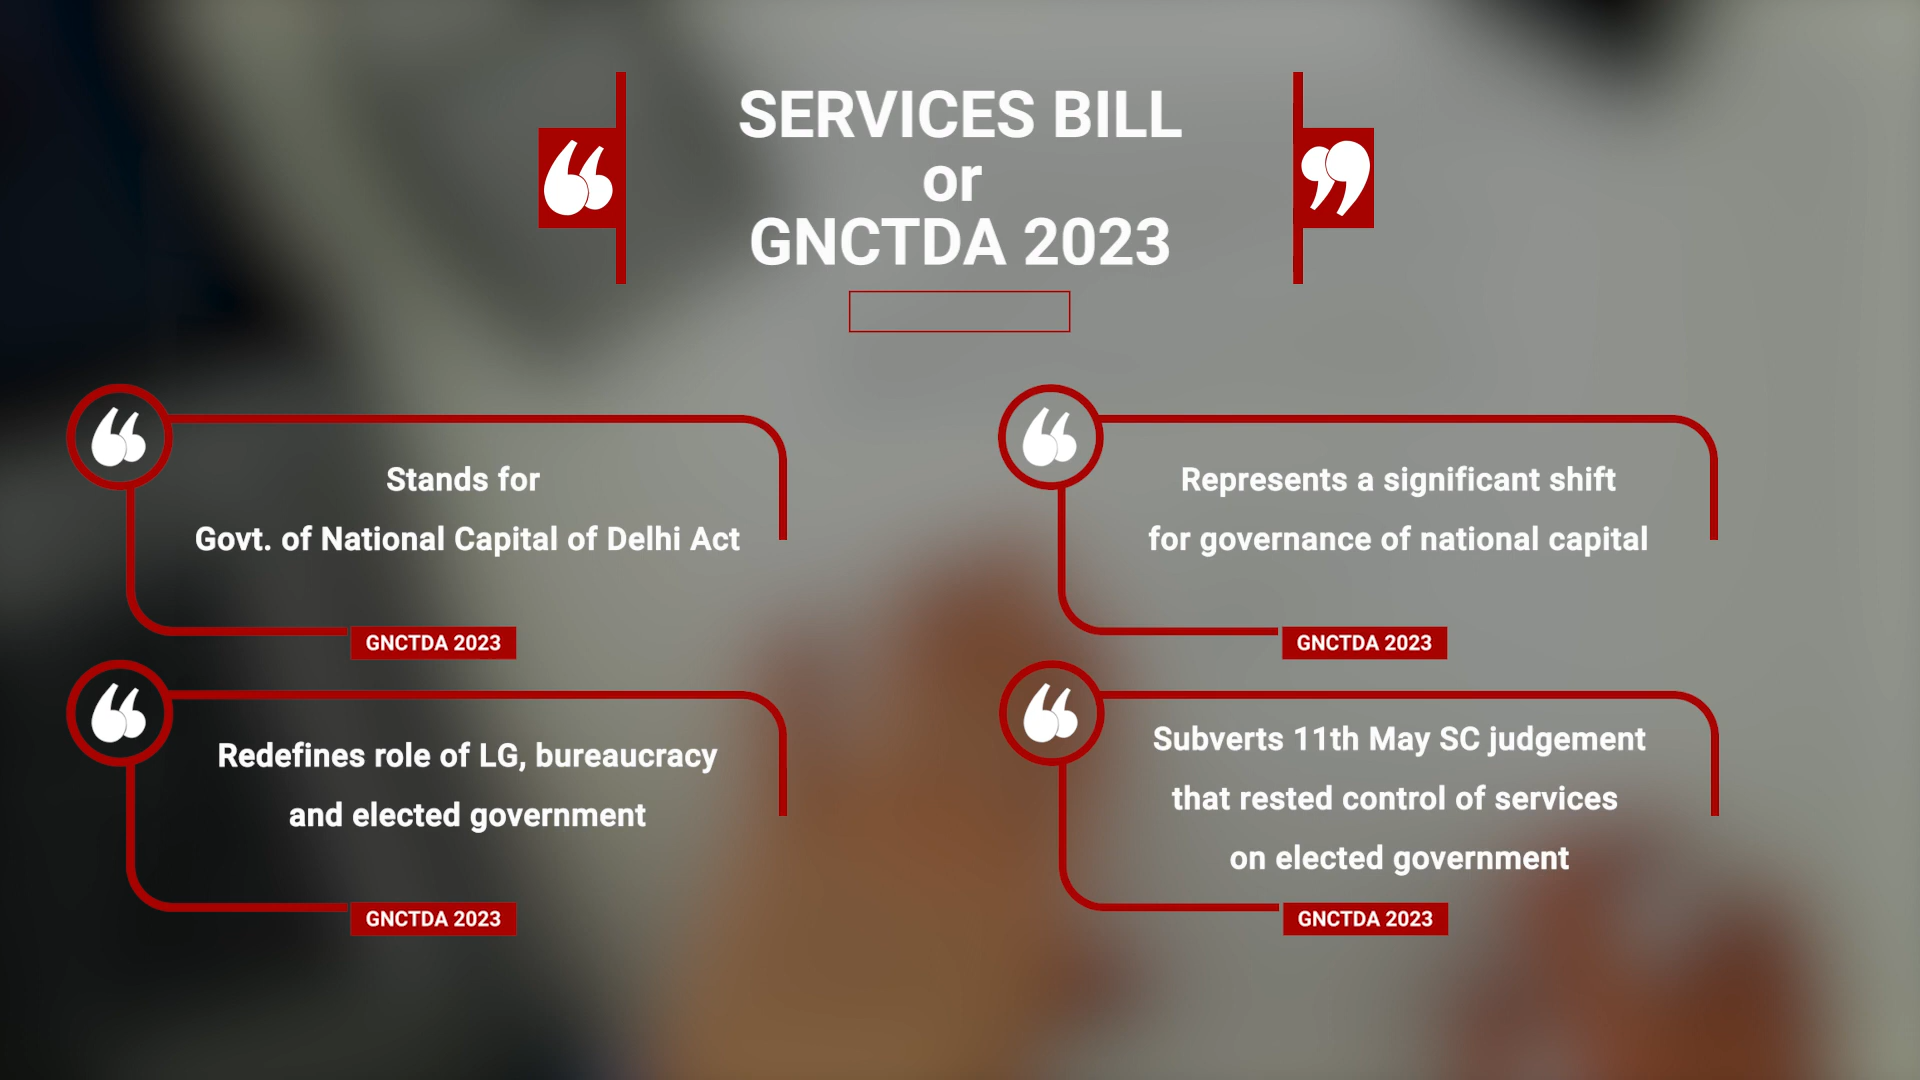 SERVICES BILL
or
GNCTDA 2023
Stands for
Govt. of National Capital of Delhi Act
GNCTDA 2023
Represents a significant shift
for governance of national capital
GNCTDA 2023
Redefines role of LG, bureaucracy
and elected government
GNCTDA 2023
Subverts 11th May SC judgement
that rested control of services
on elected government
GNCTDA 2023